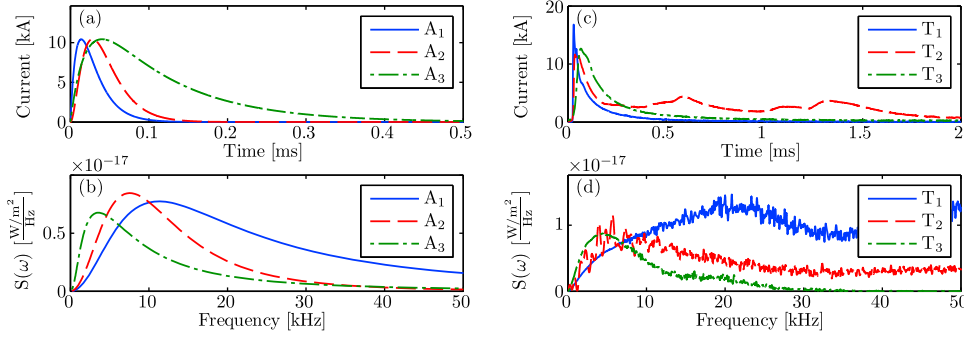 (a)
Current [kA]
10
5
0
A₁
A₂
A₃
0 0.1 0.2 0.3 0.4 0.5
Time [ms]
(c)
Current [kA]
20
10
0
T₁
T₂
T₃
0 0.5 1 1.5 2
Time [ms]
×10⁻¹⁷
(b)
S(ω) [W/m²/Hz]
0.5
0
A₁
A₂
A₃
0 10 20 30 40 50
Frequency [kHz]
×10⁻¹⁷
(d)
S(ω) [W/m²/Hz]
1
0
T₁
T₂
T₃
0 10 20 30 40 50
Frequency [kHz]